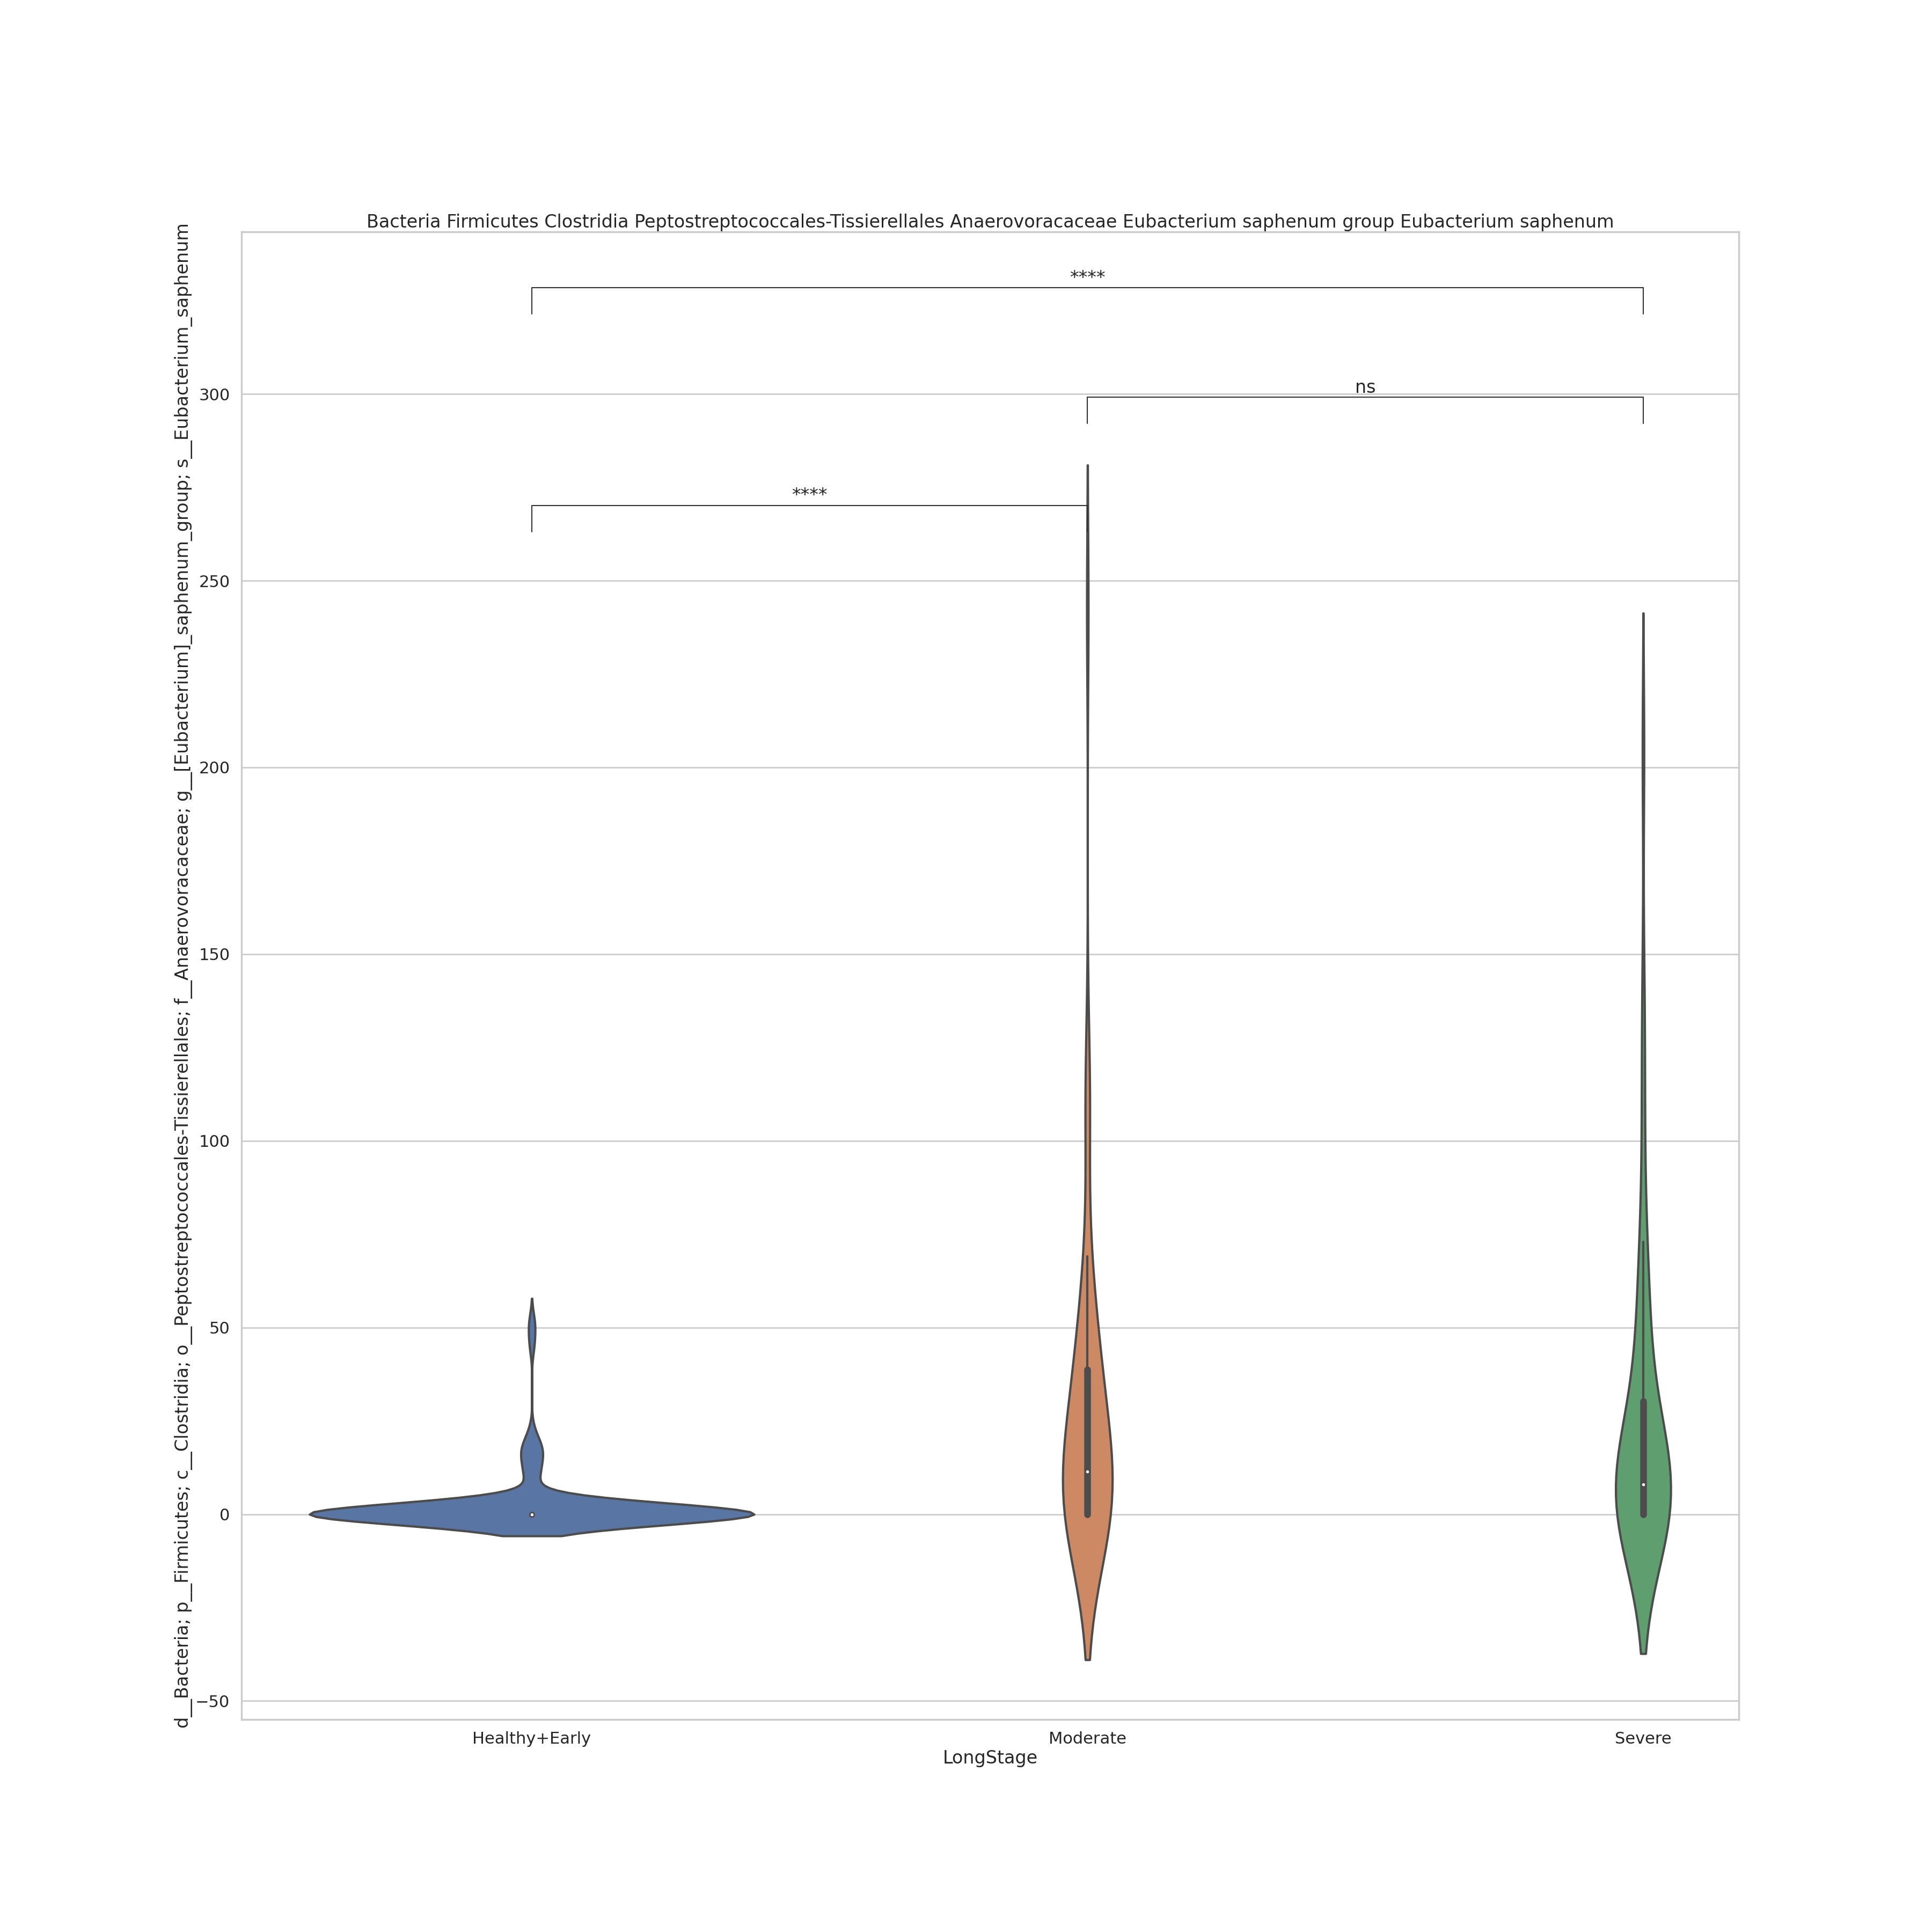 Bacteria Firmicutes Clostridia Peptostreptococcales-Tissierellales Anaerovoracaceae Eubacterium saphenum group Eubacterium saphenum
d__Bacteria; p__Firmicutes; c__Clostridia; o__Peptostreptococcales-Tissierellales; f__Anaerovoracaceae; g__[Eubacterium]_saphenum_group; s__Eubacterium_saphenum
****
ns
****
300
250
200
150
100
50
0
−50
Healthy+Early
Moderate
Severe
LongStage